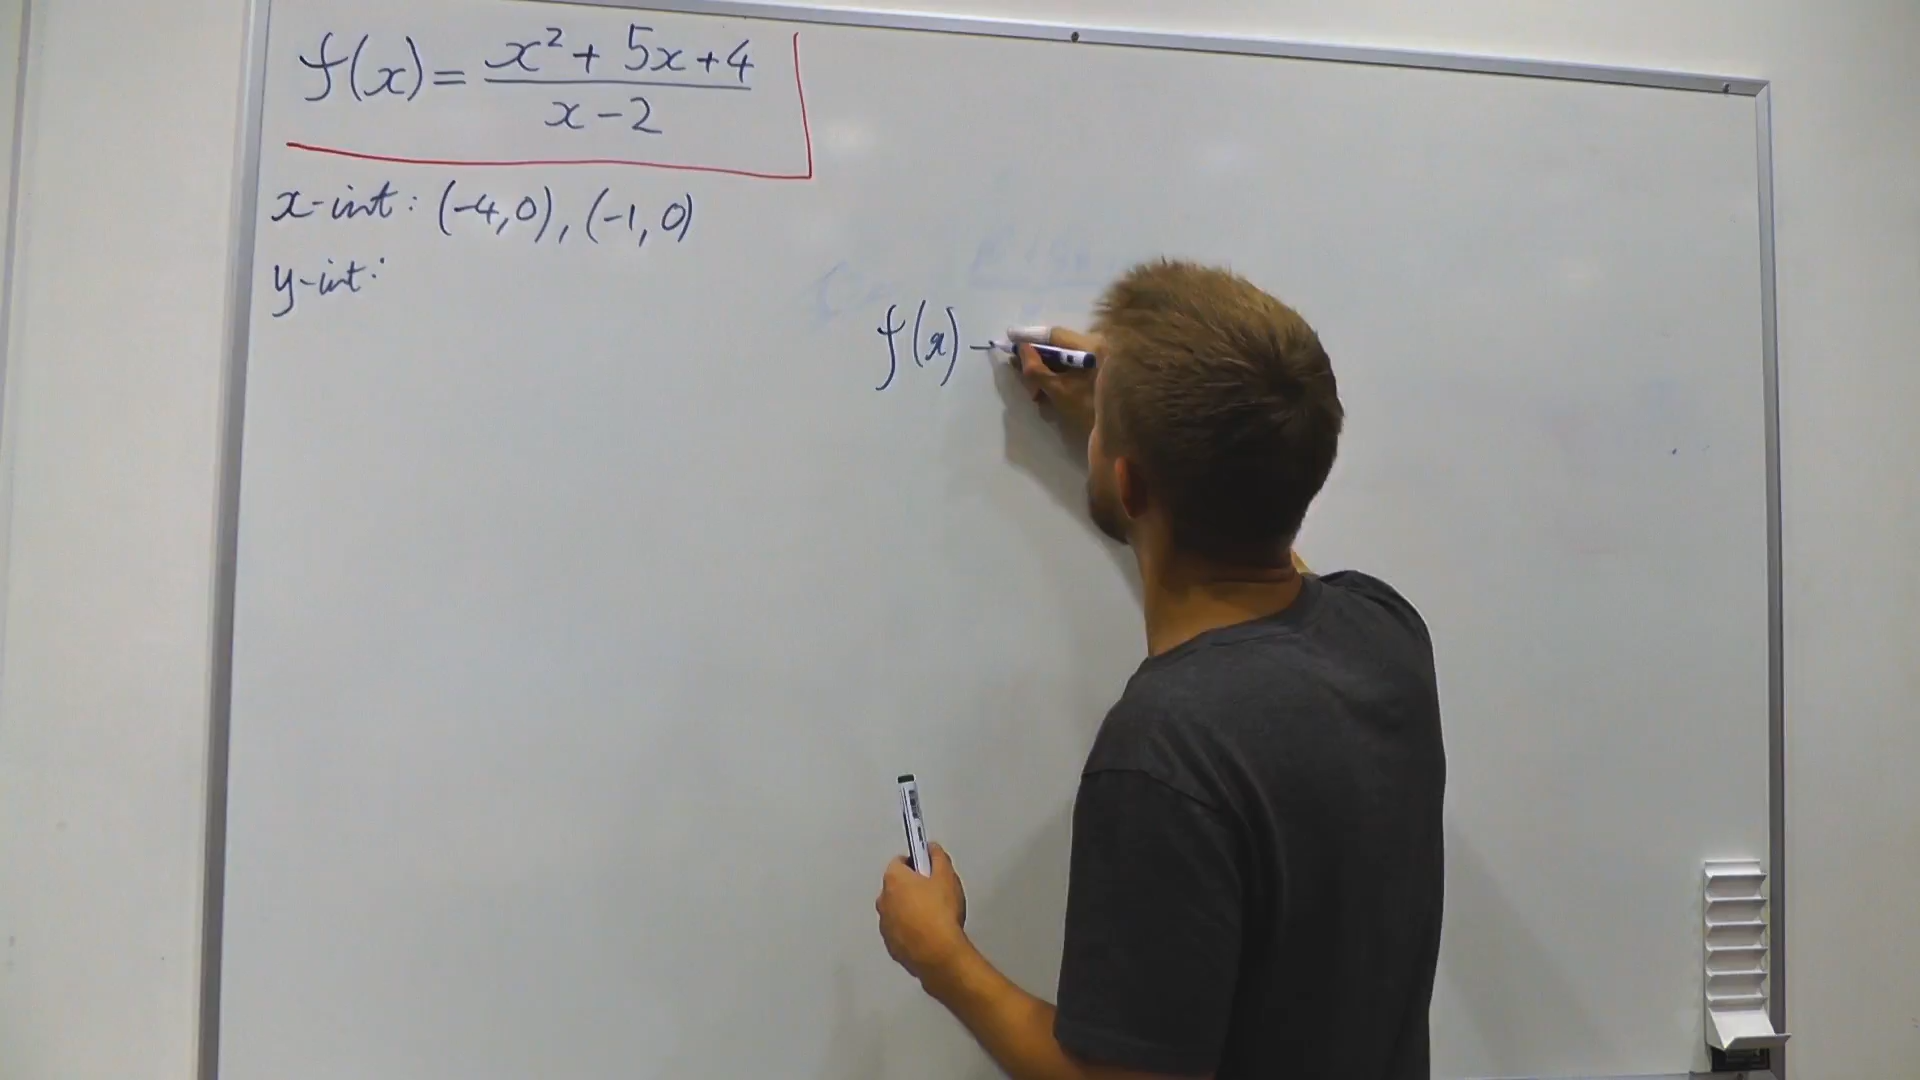 f(x) = x² + 5x + 4
x - 2
x-int: (-4, 0), (-1, 0)
y-int:
f(x)